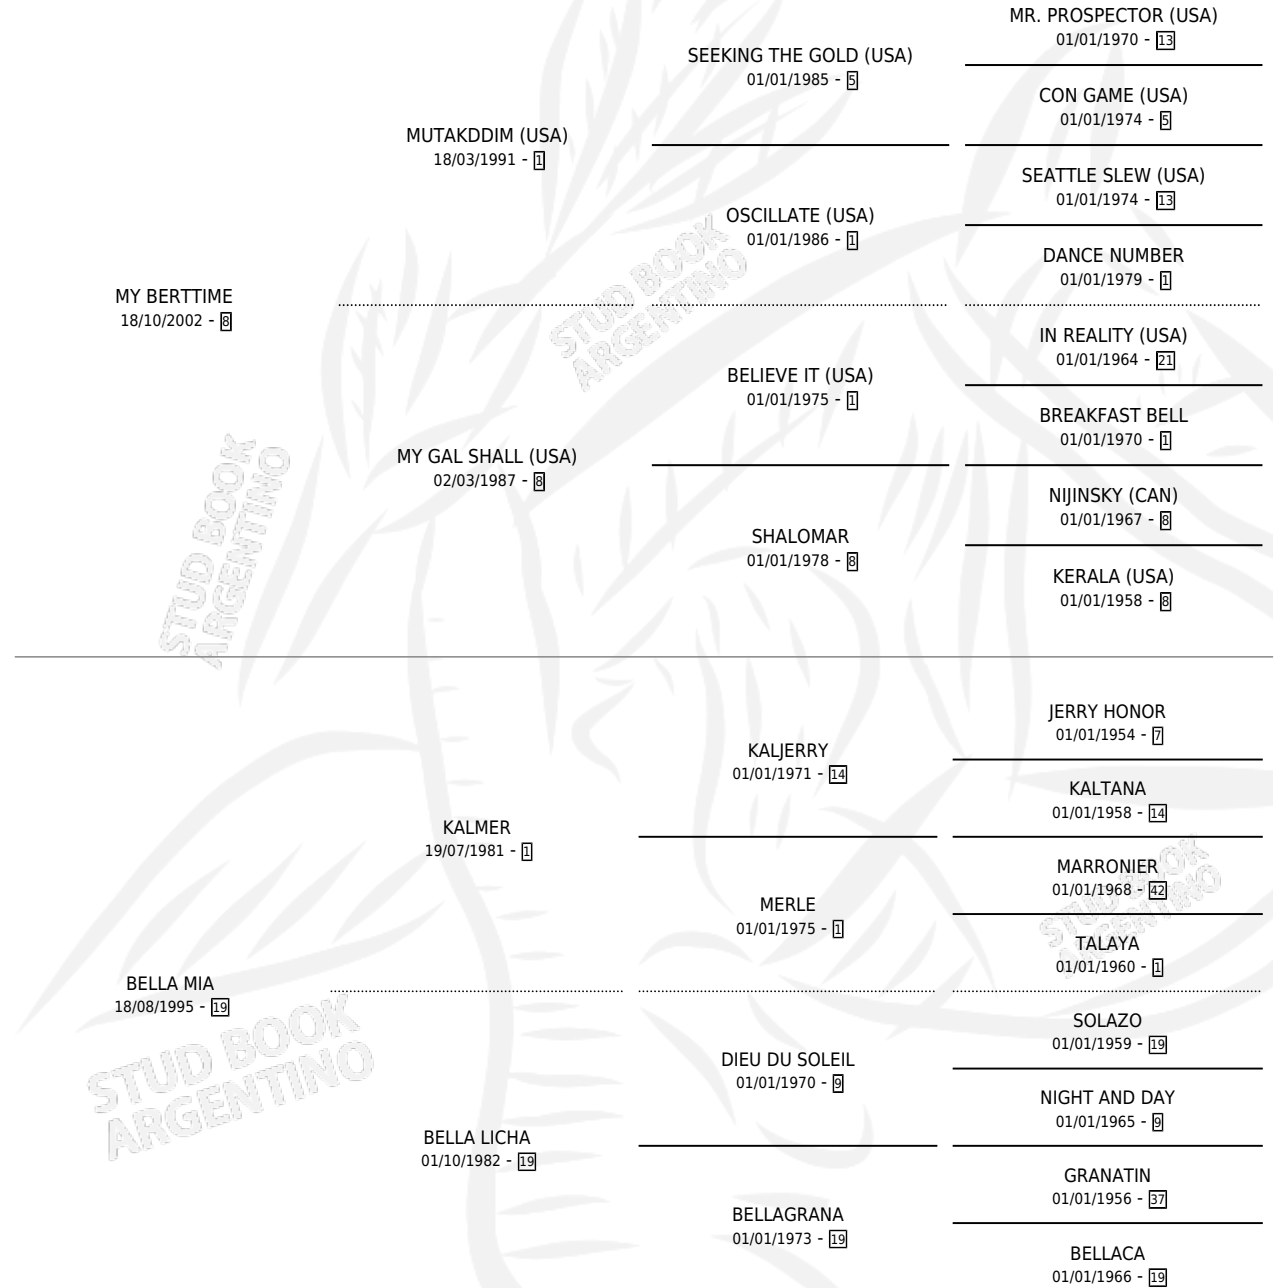 MR. PROSPECTOR (USA)
01/01/1970 - 13
SEEKING THE GOLD (USA)
01/01/1985 - 5
CON GAME (USA)
01/01/1974 - 5
MUTAKDDIM (USA)
18/03/1991 - 1
SEATTLE SLEW (USA)
01/01/1974 - 13
OSCILLATE (USA)
01/01/1986 - 1
DANCE NUMBER
01/01/1979 - 1
MY BERTTIME
18/10/2002 - 8
STUD BOOK
ARGENTINO
IN REALITY (USA)
01/01/1964 - 21
BELIEVE IT (USA)
01/01/1975 - 1
BREAKFAST BELL
01/01/1970 - 1
MY GAL SHALL (USA)
02/03/1987 - 8
NIJINSKY (CAN)
01/01/1967 - 8
SHALOMAR
01/01/1978 - 8
KERALA (USA)
01/01/1958 - 8
STUD BOOK
ARGENTINO
JERRY HONOR
01/01/1954 - 7
KALJERRY
01/01/1971 - 14
KALTANA
01/01/1958 - 14
KALMER
19/07/1981 - 1
MARRONIER
01/01/1968 - 42
MERLE
01/01/1975 - 1
TALAYA
01/01/1960 - 1
STUD BOOK
ARGENTINO
BELLA MIA
18/08/1995 - 19
SOLAZO
01/01/1959 - 19
DIEU DU SOLEIL
01/01/1970 - 9
NIGHT AND DAY
01/01/1965 - 9
STUD BOOK
ARGENTINO
BELLA LICHA
01/10/1982 - 19
GRANATIN
01/01/1956 - 37
BELLAGRANA
01/01/1973 - 19
BELLACA
01/01/1966 - 19